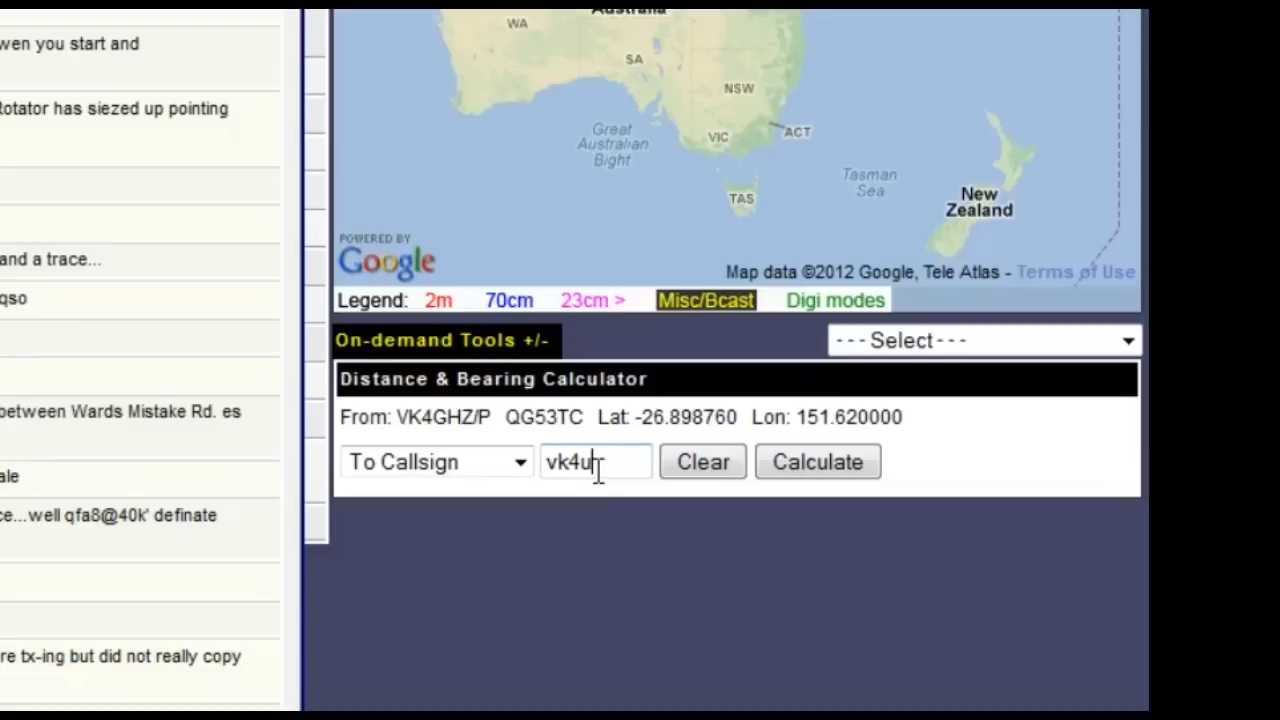 wen you start and
Rotator has siezed up pointing
and a trace...
qso
between Wards Mistake Rd. es
ale
ce...well qfa8@40k' definate
re tx-ing but did not really copy
Australia
WA
SA
NSW
Great
Australian
Bight
VIC
ACT
Tasman
Sea
TAS
New
Zealand
POWERED BY
Google
Map data ©2012 Google, Tele Atlas - Terms of Use
Legend: 2m 70cm 23cm > Misc/Bcast Digi modes
On-demand Tools +/-
- - - Select - - -
Distance & Bearing Calculator
From: VK4GHZ/P QG53TC Lat: -26.898760 Lon: 151.620000
To Callsign
Clear
Calculate